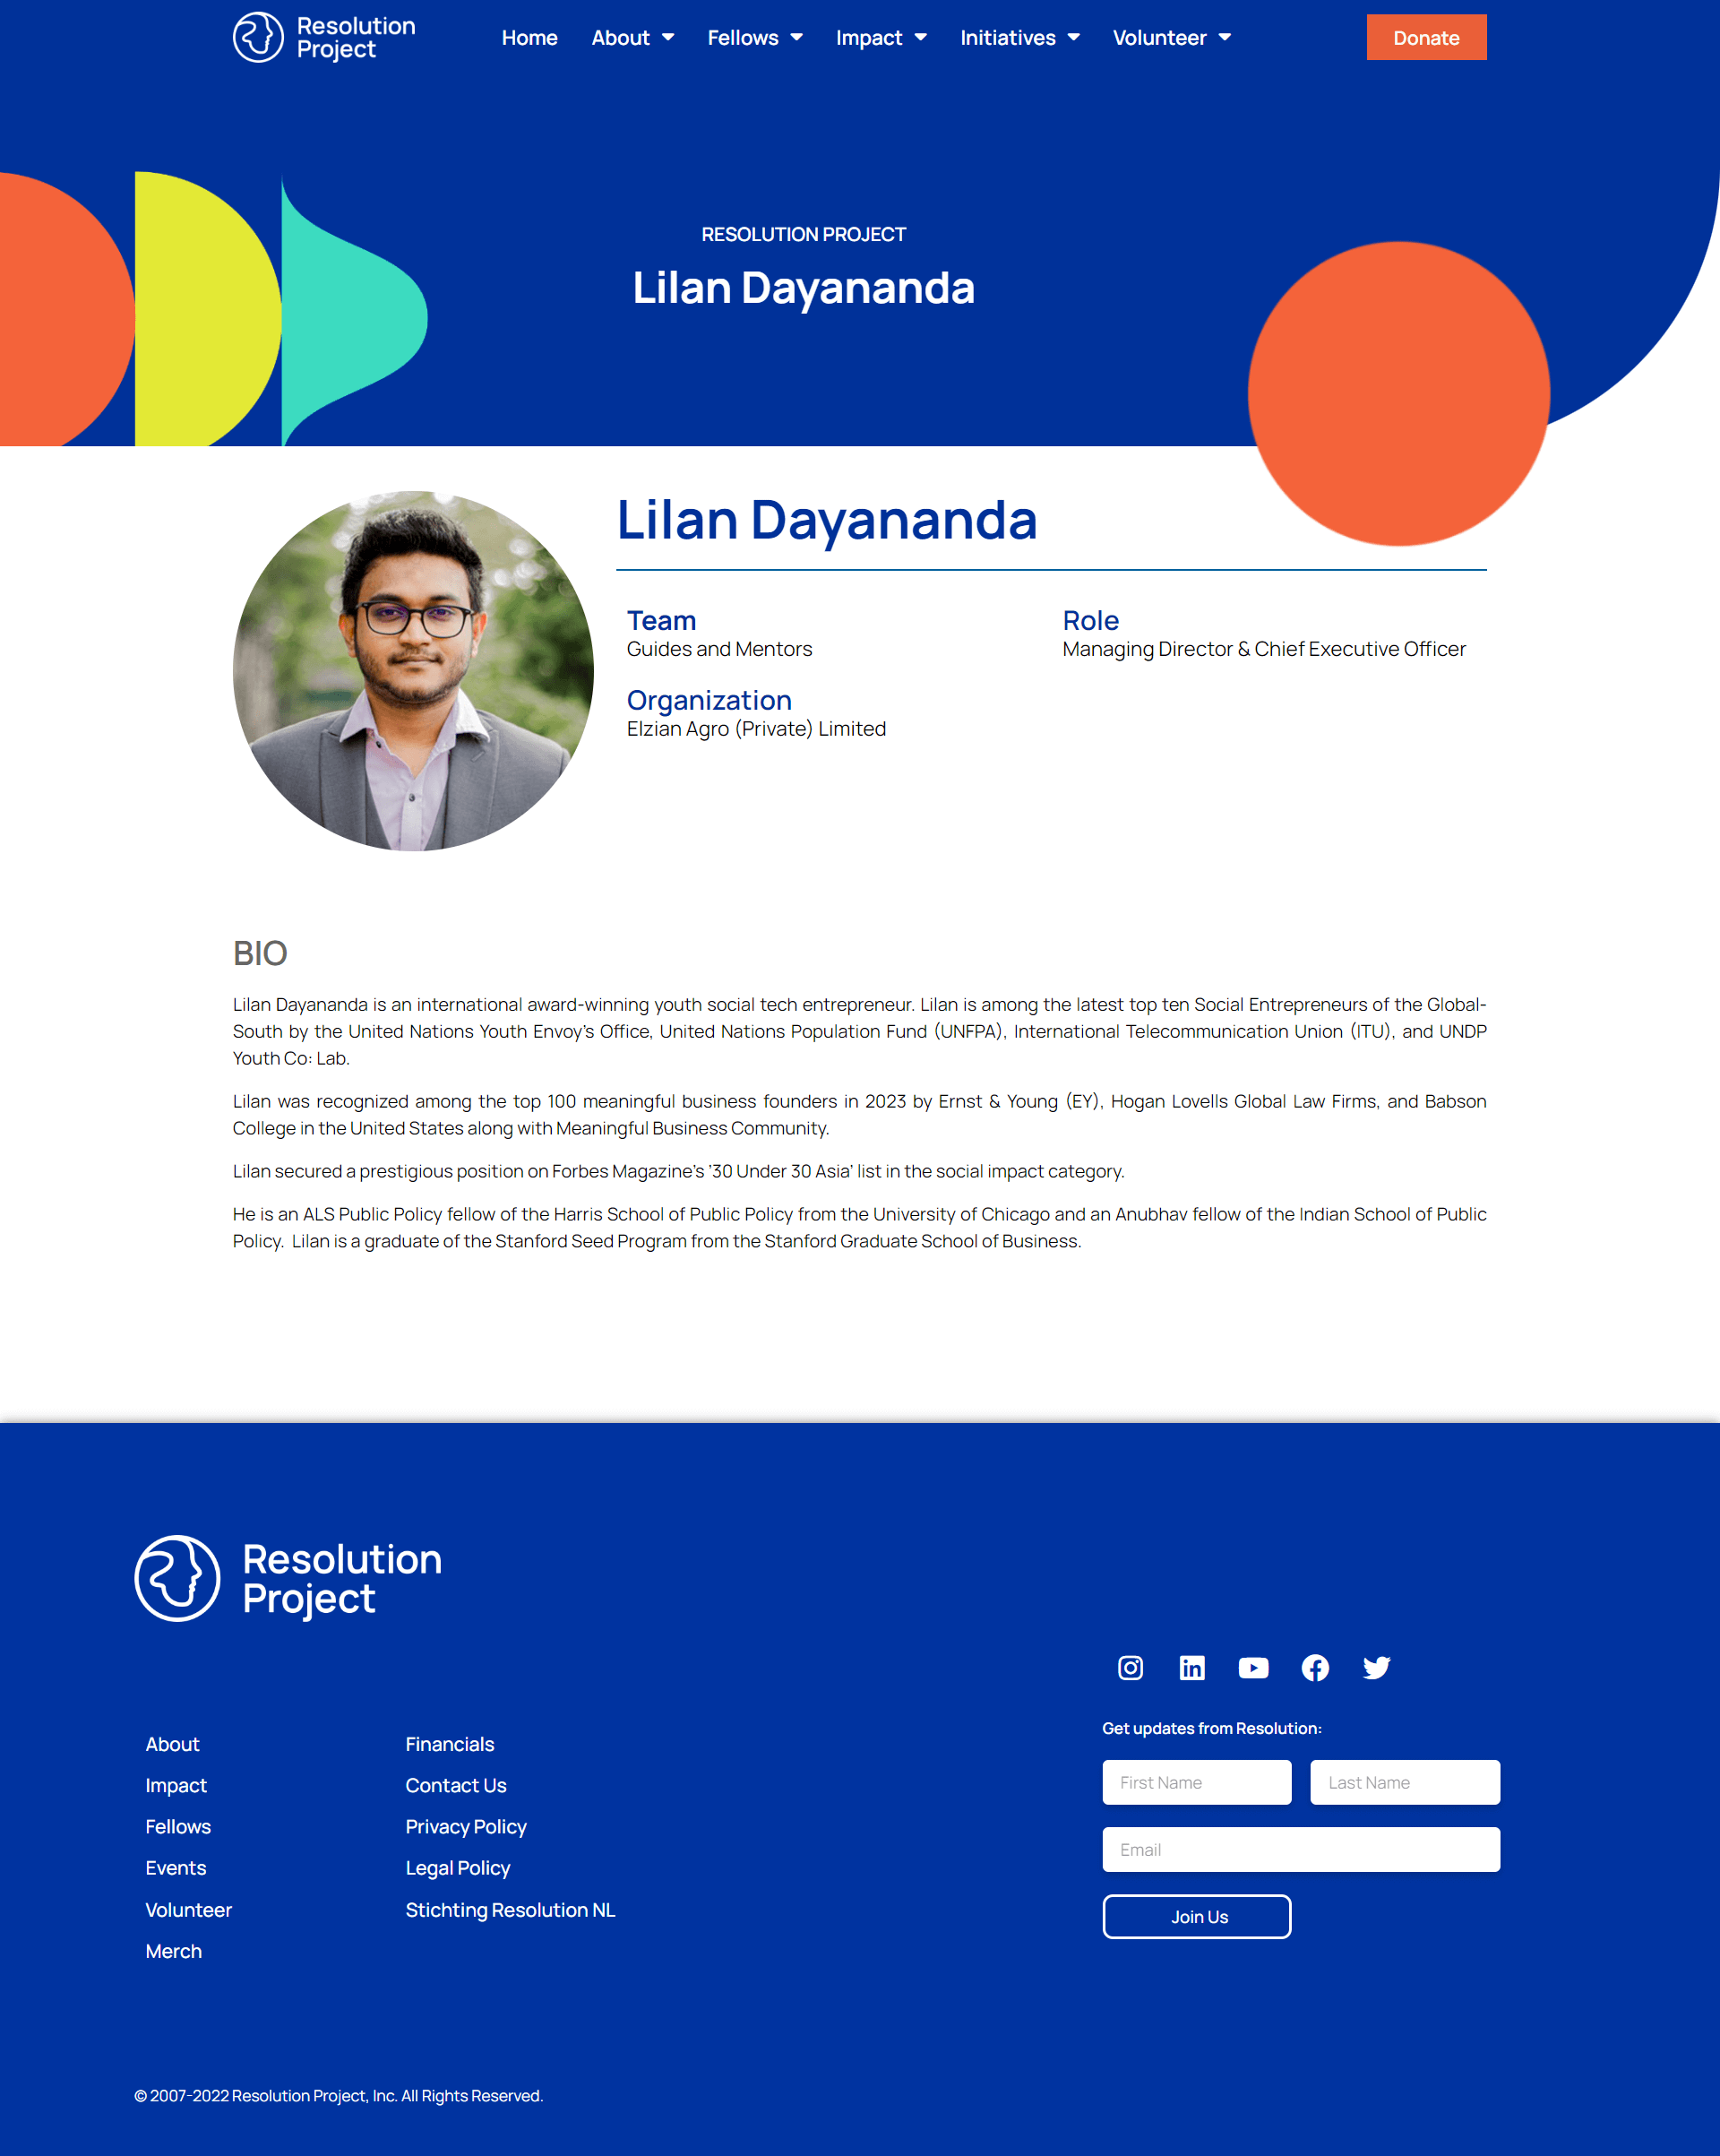 Resolution
Project
Home
About
Fellows
Impact
Initiatives
Volunteer
Donate
RESOLUTION PROJECT
Lilan Dayananda
Lilan Dayananda
Team
Guides and Mentors
Role
Managing Director & Chief Executive Officer
Organization
Elzian Agro (Private) Limited
BIO
Lilan Dayananda is an international award-winning youth social tech entrepreneur. Lilan is among the latest top ten Social Entrepreneurs of the Global-
South by the United Nations Youth Envoy’s Office, United Nations Population Fund (UNFPA), International Telecommunication Union (ITU), and UNDP
Youth Co: Lab.
Lilan was recognized among the top 100 meaningful business founders in 2023 by Ernst & Young (EY), Hogan Lovells Global Law Firms, and Babson
College in the United States along with Meaningful Business Community.
Lilan secured a prestigious position on Forbes Magazine’s ’30 Under 30 Asia’ list in the social impact category.
He is an ALS Public Policy fellow of the Harris School of Public Policy from the University of Chicago and an Anubhav fellow of the Indian School of Public
Policy.  Lilan is a graduate of the Stanford Seed Program from the Stanford Graduate School of Business.
Resolution
Project
About
Impact
Fellows
Events
Volunteer
Merch
Financials
Contact Us
Privacy Policy
Legal Policy
Stichting Resolution NL
Get updates from Resolution:
First Name
Last Name
Email
Join Us
© 2007-2022 Resolution Project, Inc. All Rights Reserved.